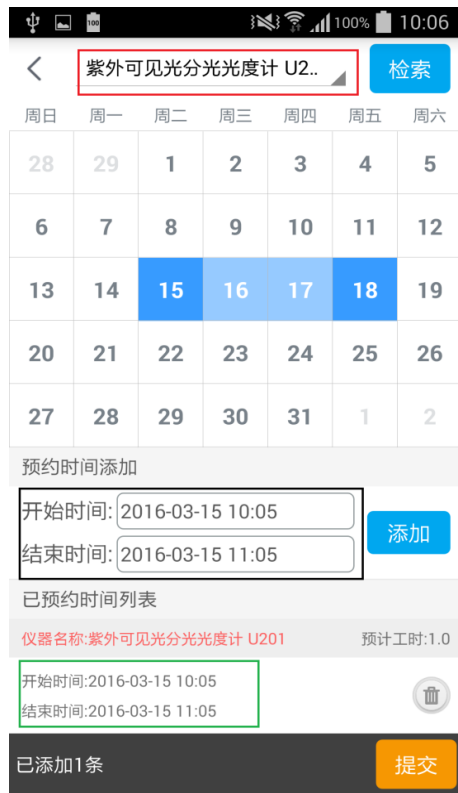 100 100% 10:06
紫外可见光分光光度计 U2.. 检索
周日 周一 周二 周三 周四 周五 周六
28 29 1 2 3 4 5
6 7 8 9 10 11 12
13 14 15 16 17 18 19
20 21 22 23 24 25 26
27 28 29 30 31 1 2
预约时间添加
开始时间: 2016-03-15 10:05
结束时间: 2016-03-15 11:05
添加
已预约时间列表
仪器名称:紫外可见光分光光度计 U201 预计工时:1.0
开始时间:2016-03-15 10:05
结束时间:2016-03-15 11:05
已添加1条 提交